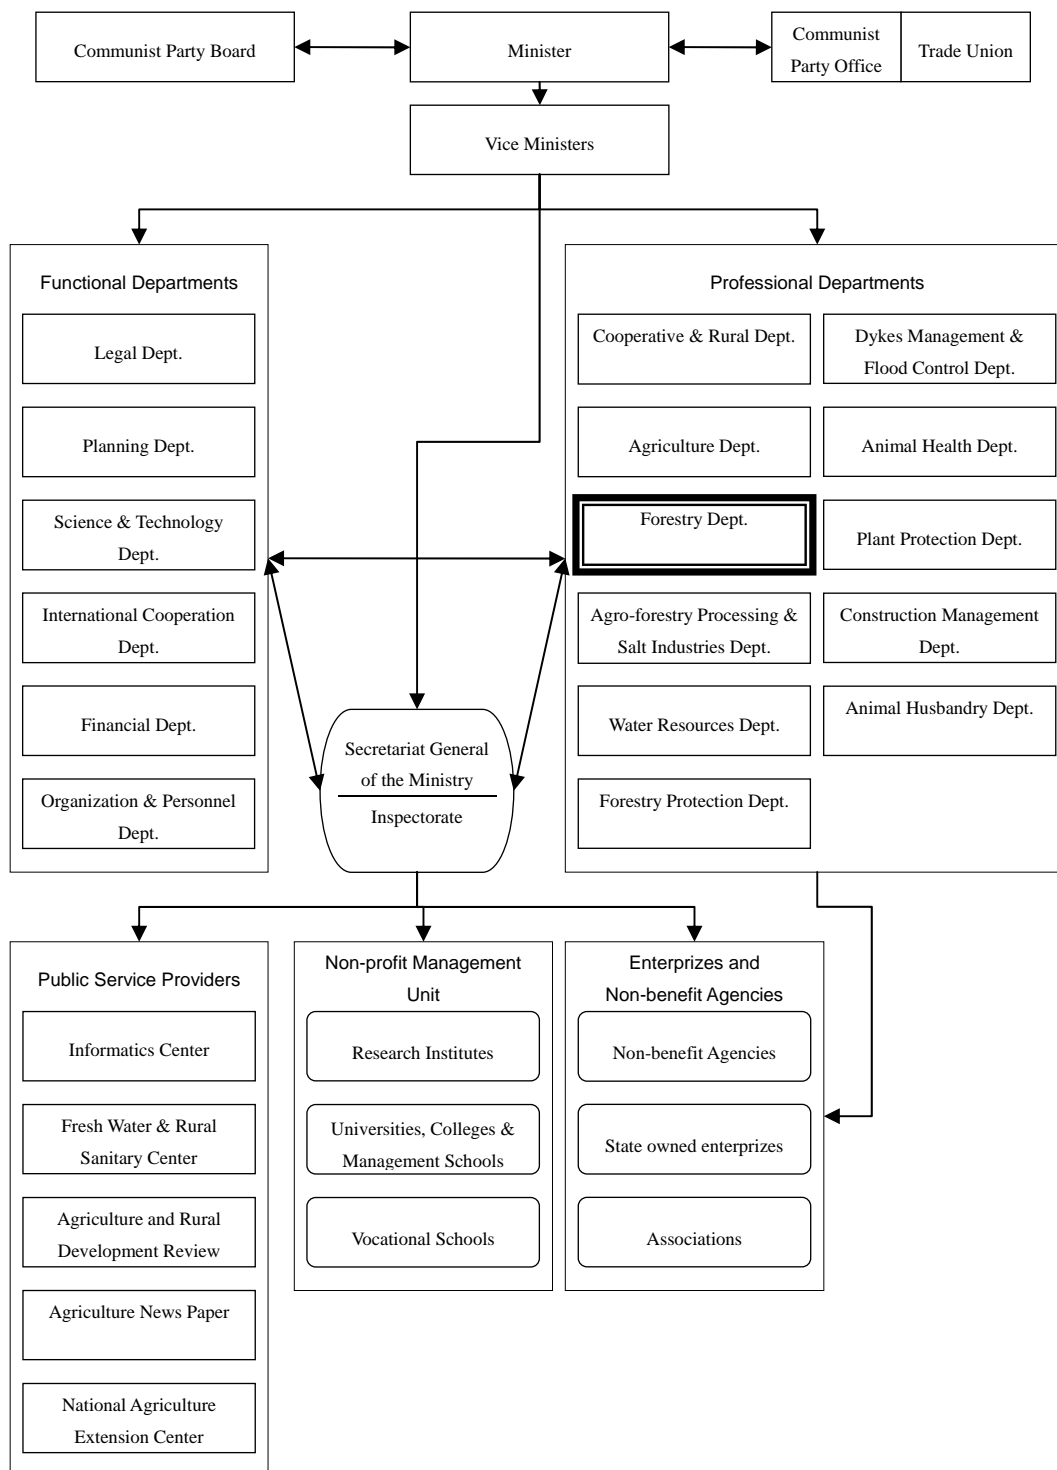 Communist Party Board
Minister
Communist
Party Office
Trade Union
Vice Ministers
Functional Departments
Legal Dept.
Planning Dept.
Science & Technology
Dept.
International Cooperation
Dept.
Financial Dept.
Organization & Personnel
Dept.
Professional Departments
Cooperative & Rural Dept.
Dykes Management &
Flood Control Dept.
Agriculture Dept.
Animal Health Dept.
Forestry Dept.
Plant Protection Dept.
Agro-forestry Processing &
Salt Industries Dept.
Construction Management
Dept.
Water Resources Dept.
Animal Husbandry Dept.
Forestry Protection Dept.
Secretariat General
of the Ministry
Inspectorate
Public Service Providers
Informatics Center
Fresh Water & Rural
Sanitary Center
Agriculture and Rural
Development Review
Agriculture News Paper
National Agriculture
Extension Center
Non-profit Management
Unit
Research Institutes
Universities, Colleges &
Management Schools
Vocational Schools
Enterprizes and
Non-benefit Agencies
Non-benefit Agencies
State owned enterprizes
Associations